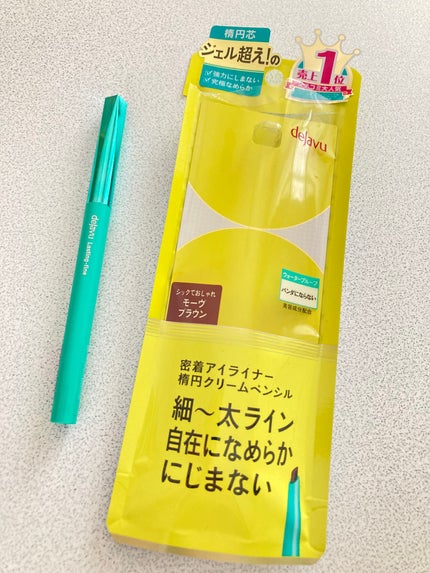 楕円芯
ジェル超え!の
強力にじまない
究極なめらか
売上1位
dejavu
dejavu Lasting-fine
ウォータープルーフ
パンダにならない
美容成分配合
シックでおしゃれ
モーヴ
ブラウン
密着アイライナー
楕円クリームペンシル
細〜太ライン
自在になめらか
にじまない